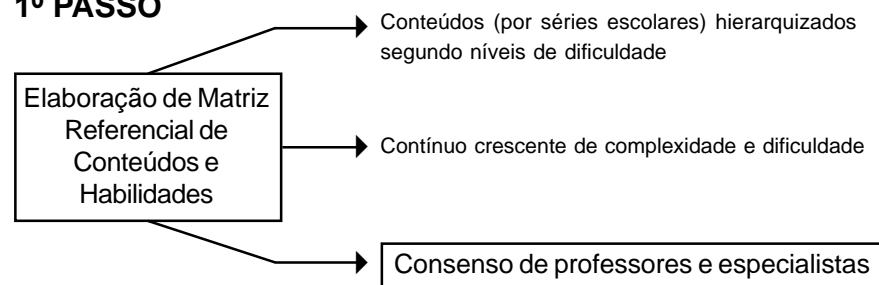 1º PASSO
Conteúdos (por séries escolares) hierarquizados
segundo níveis de dificuldade
Elaboração de Matriz
Referencial de
Conteúdos e
Habilidades
Contínuo crescente de complexidade e dificuldade
Consenso de professores e especialistas